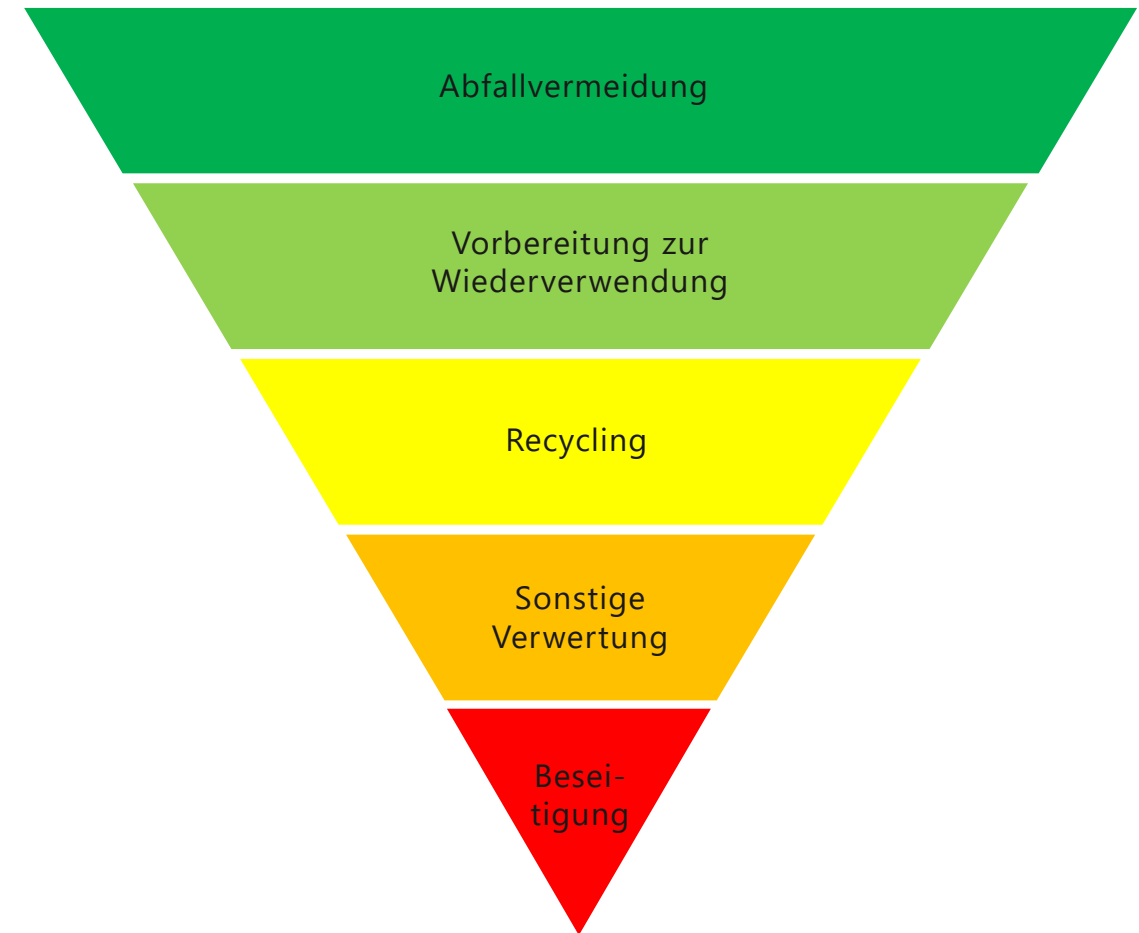 Abfallvermeidung
Vorbereitung zur
Wiederverwendung
Recycling
Sonstige
Verwertung
Besei-
tigung